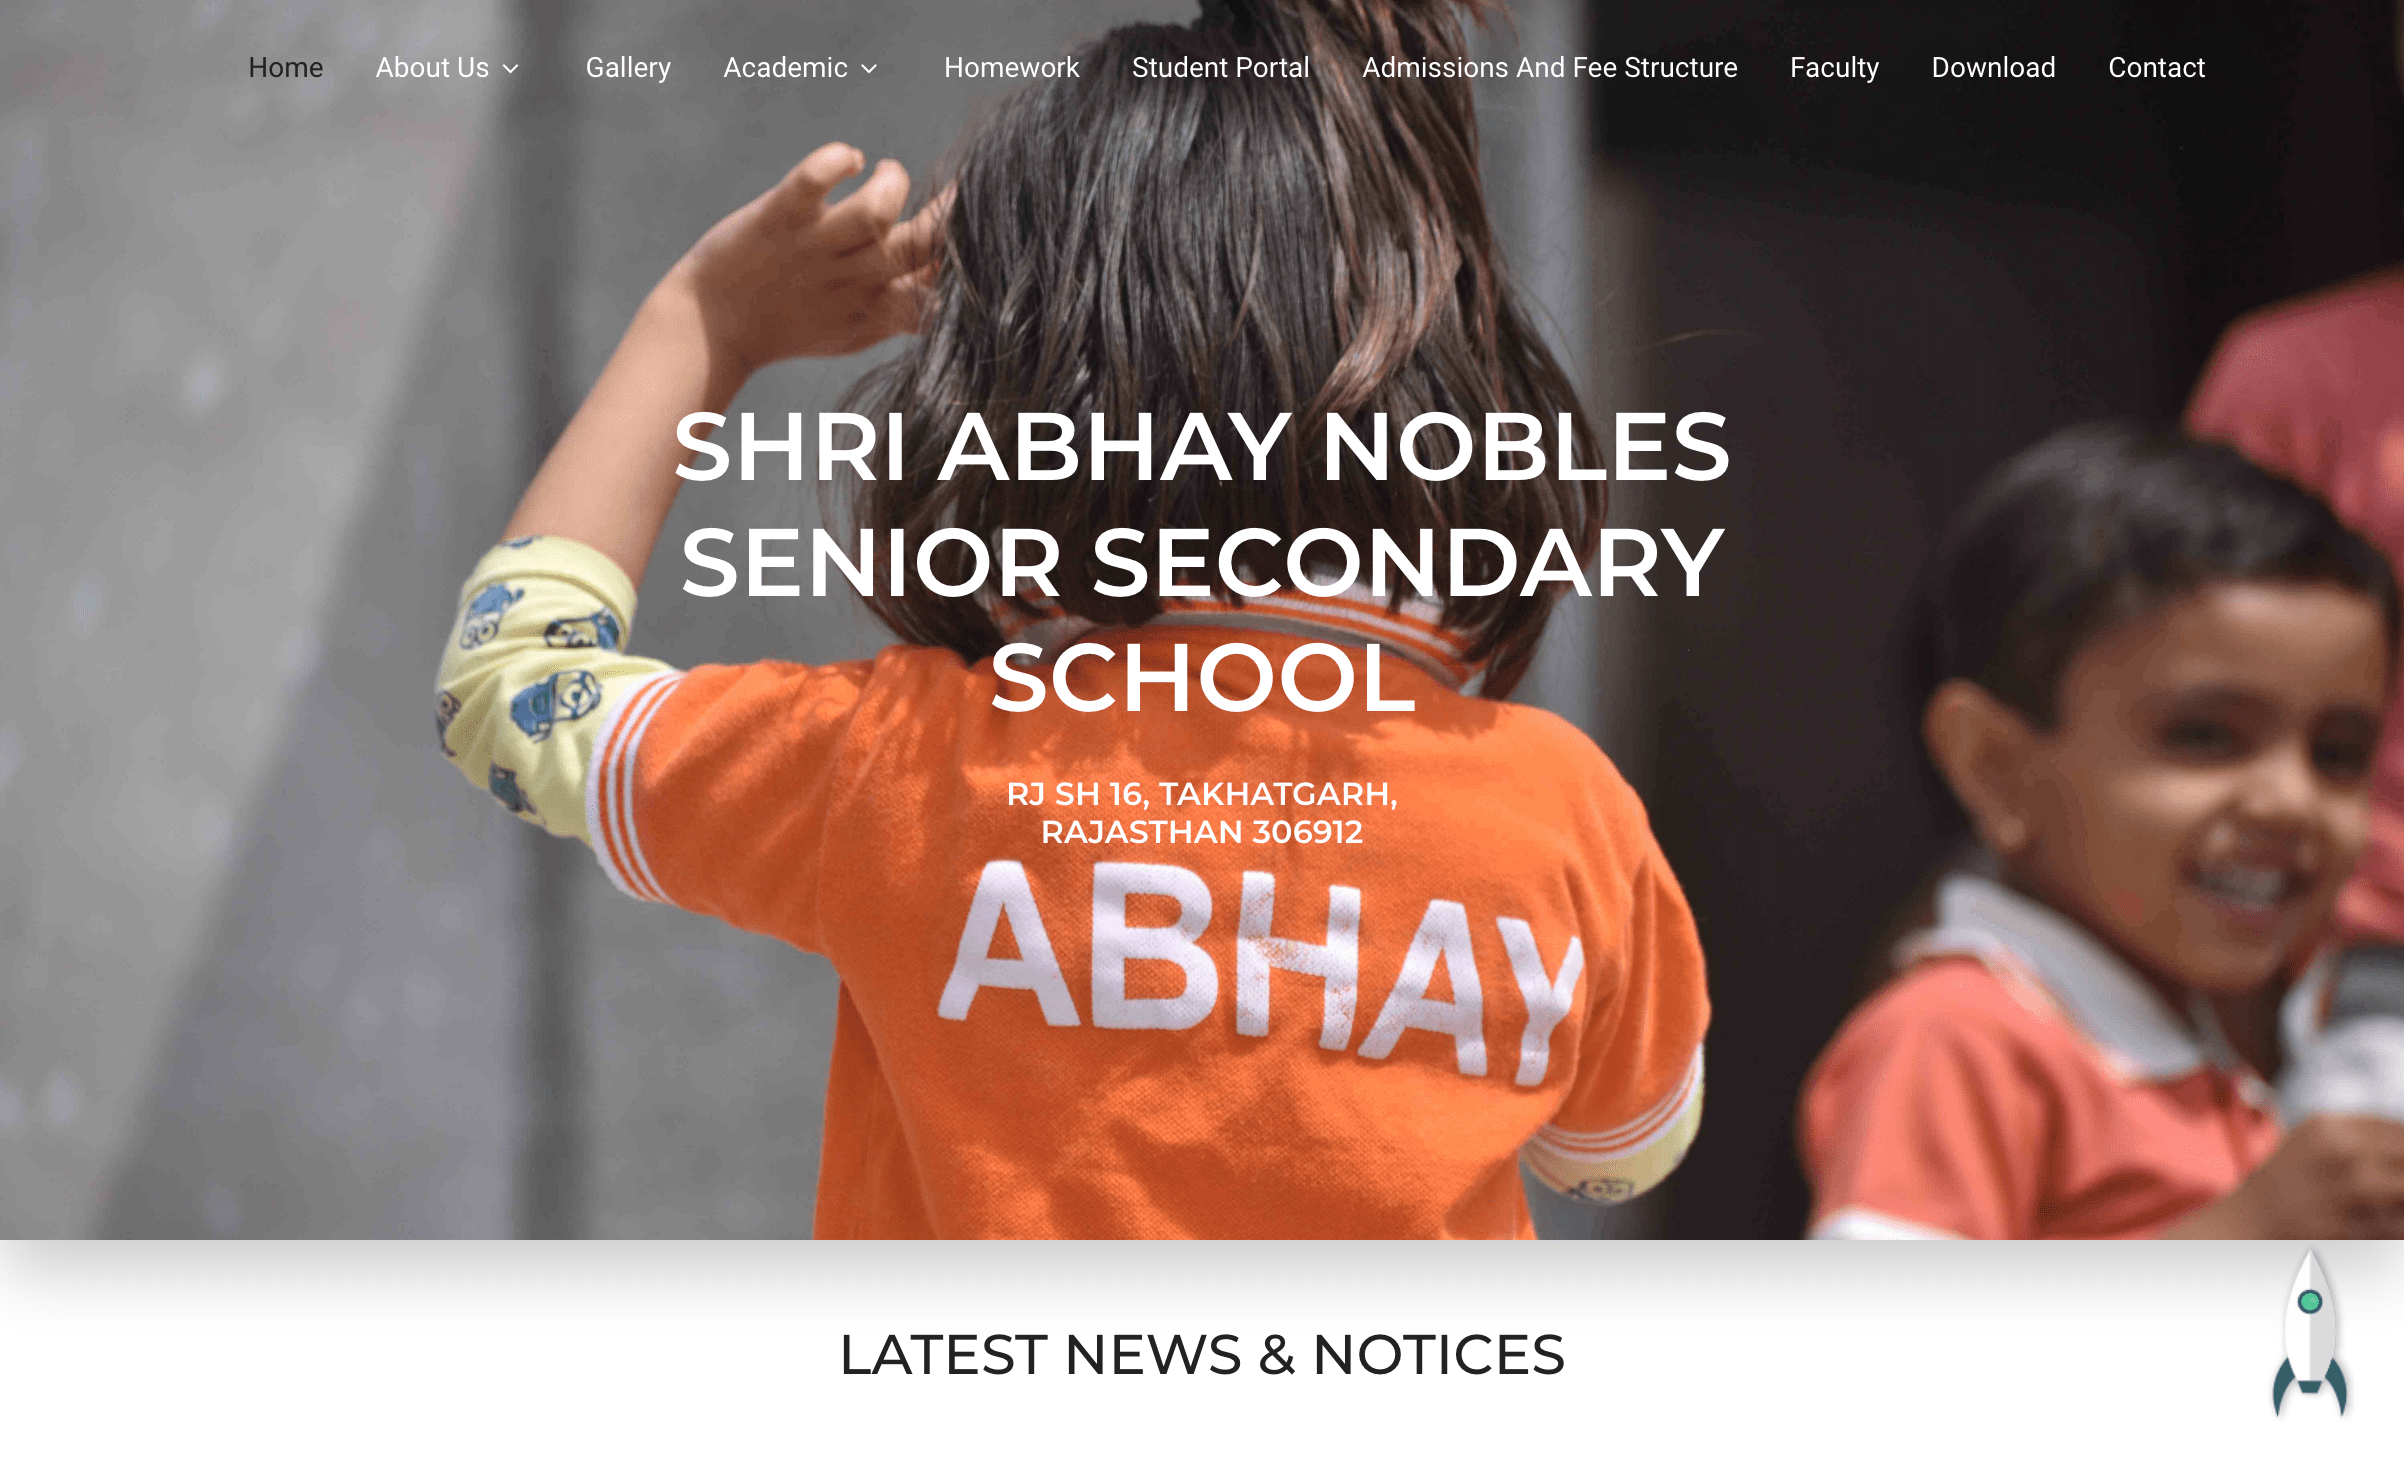 Home About Us Gallery Academic Homework Student Portal Admissions And Fee Structure Faculty Download Contact
SHRI ABHAY NOBLES
SENIOR SECONDARY
SCHOOL
RJ SH 16, TAKHATGARH,
RAJASTHAN 306912
ABHAY
LATEST NEWS & NOTICES